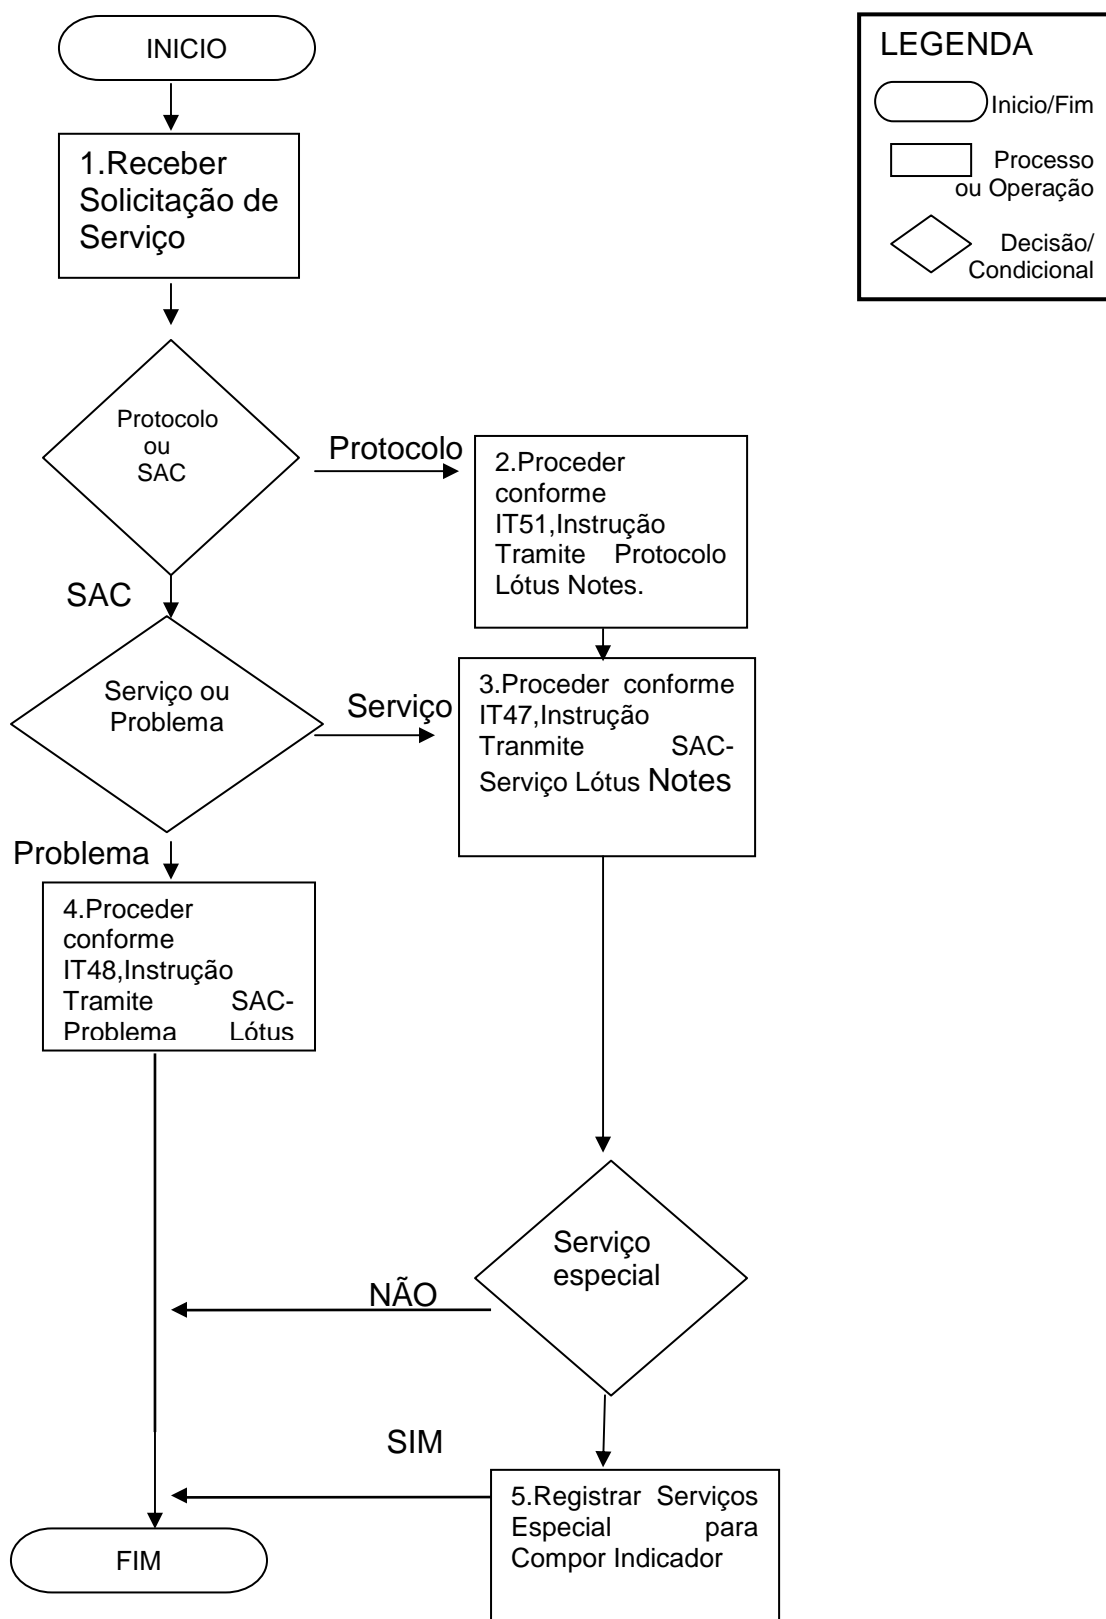 INICIO
1.Receber
Solicitação de
Serviço
Protocolo
ou
SAC
Protocolo
2.Proceder
conforme
IT51,Instrução
Tramite Protocolo
Lótus Notes.
SAC
Serviço ou
Problema
Serviço
3.Proceder conforme
IT47,Instrução
Tranmite SAC-
Serviço Lótus Notes
Problema
4.Proceder
conforme
IT48,Instrução
Tramite SAC-
Problema Lótus
Serviço
especial
NÃO
SIM
5.Registrar Serviços
Especial para
Compor Indicador
FIM
LEGENDA
Inicio/Fim
Processo
ou Operação
Decisão/
Condicional